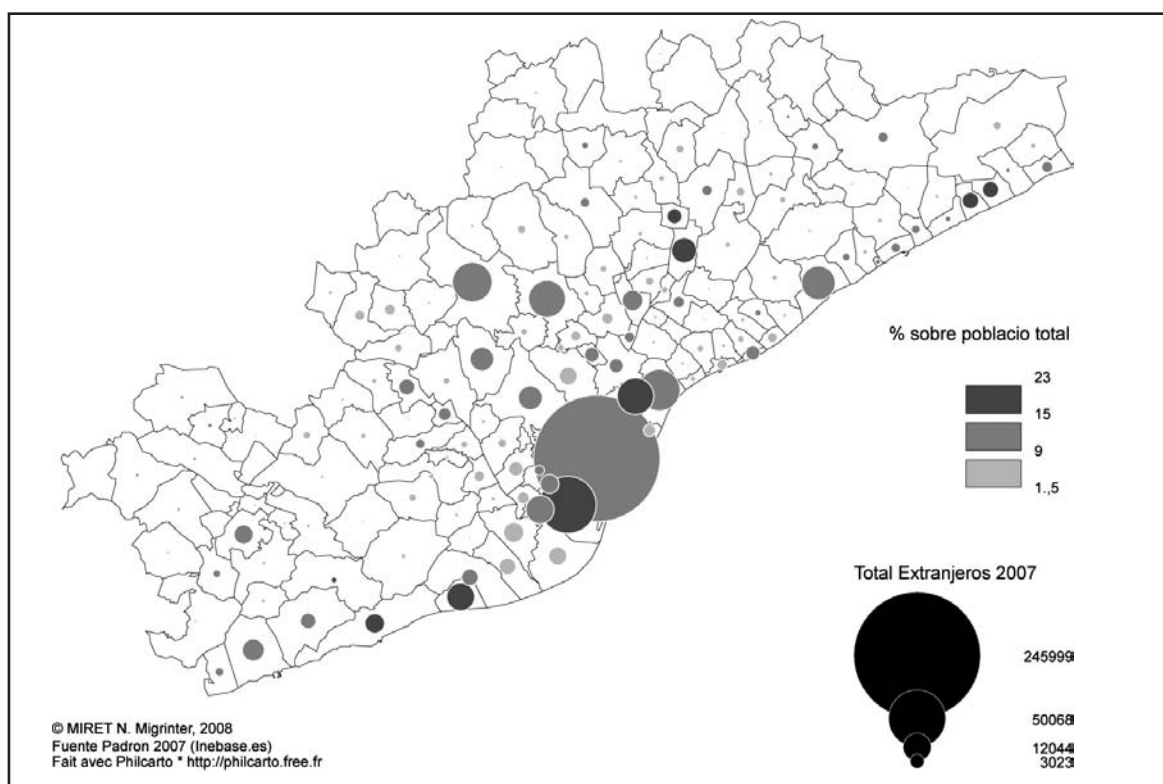 % sobre poblacio total
23
15
9
1.,5
Total Extranjeros 2007
245999
50068
12044
3023
© MIRET N. Migrinter, 2008
Fuente Padron 2007 (Inebase.es)
Fait avec Philcarto * http://philcarto.free.fr